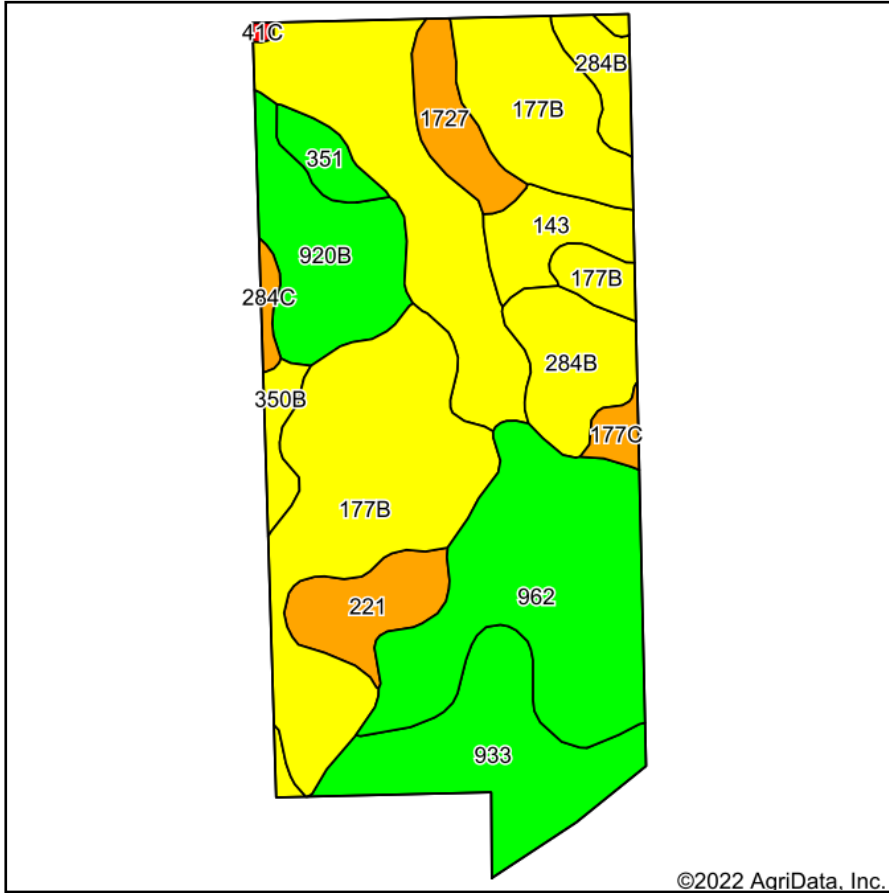 41C
284B
177B
1727
351
143
920B
177B
284C
284B
350B
177C
177B
962
221
933
©2022 AgriData, Inc.